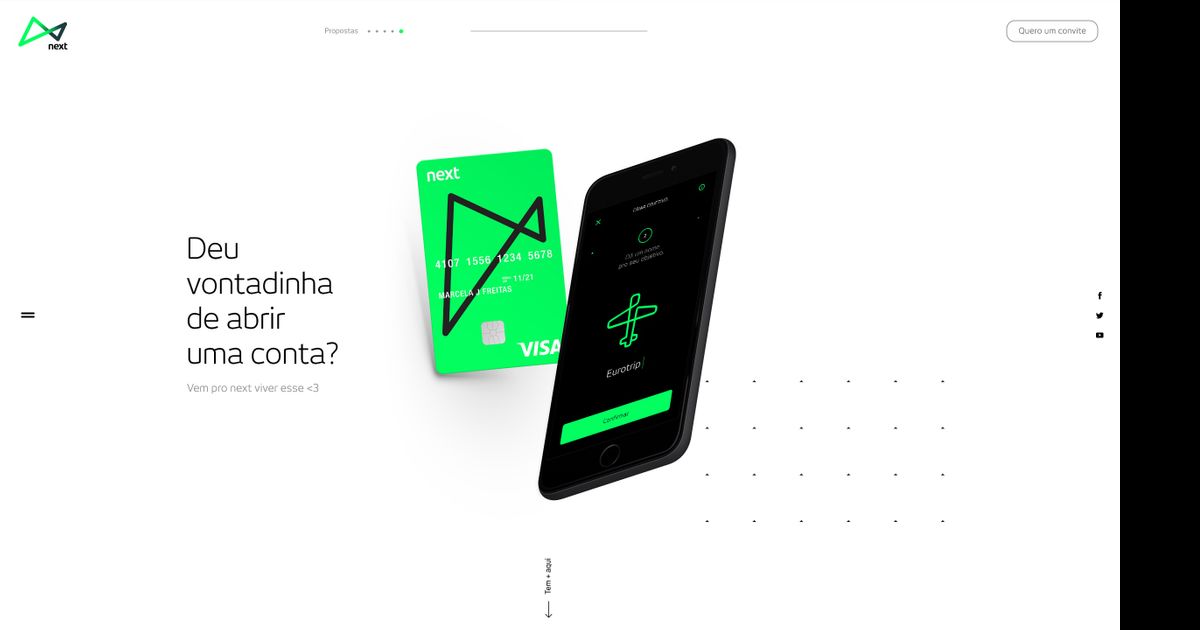 next
Propostas
Quero um convite
next
4107 1556 1234 5678
11/21
MARCELA J FREITAS
VISA
Dá um nome
pro seu objetivo.
Eurotrip
Confirmar
Deu
vontadinha
de abrir
uma conta?
Vem pro next viver esse <3
Tem + aqui